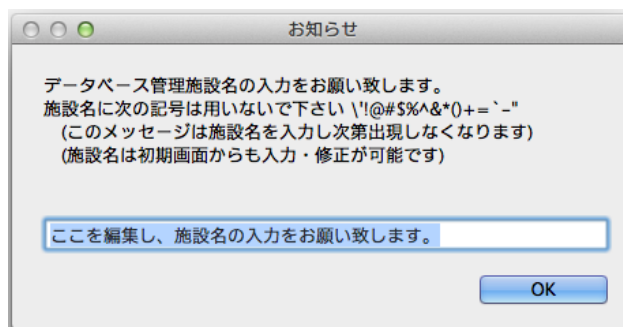 お知らせ
データベース管理施設名の入力をお願い致します。
施設名に次の記号は用いないで下さい \'!@#$%^&*()+=`-"
(このメッセージは施設名を入力し次第出現しなくなります)
(施設名は初期画面からも入力・修正が可能です)
ここを編集し、施設名の入力をお願い致します。
OK